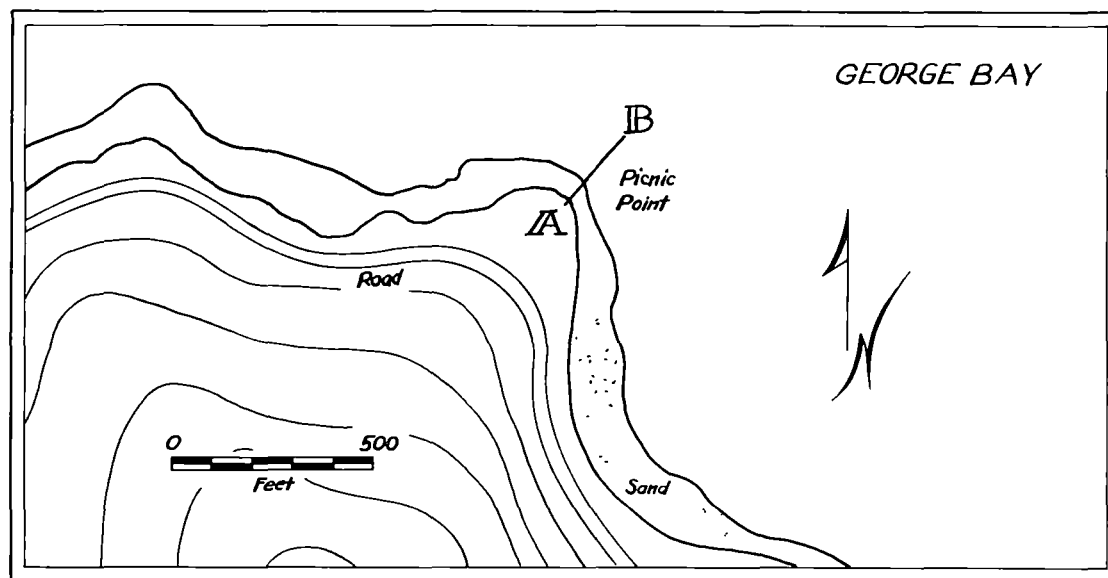 GEORGE BAY
B
Picnic
Point
A
Road
0 500
Feet
Sand
N